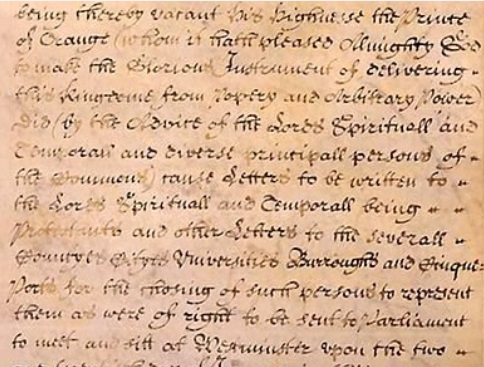 being thereby vacant His Highnesse the Prince
of Orange (whom it hath pleased Almighty God
to make the Glorious Instrument of delivering
this Kingdome from Popery and Arbitrary Power)
did (by the Advice of the Lords Spirituall and
Temporall and diverse principall persons of
the Commons) cause Letters to be written to
the Lords Spirituall and Temporall being
Protestants and other Letters to the severall
Countyes Cityes Universities Burroughs and Cinque
Ports for the chosing of such persons to represent
them as were of right to be sent to Parliament
to meet and sitt at Westminster upon the two